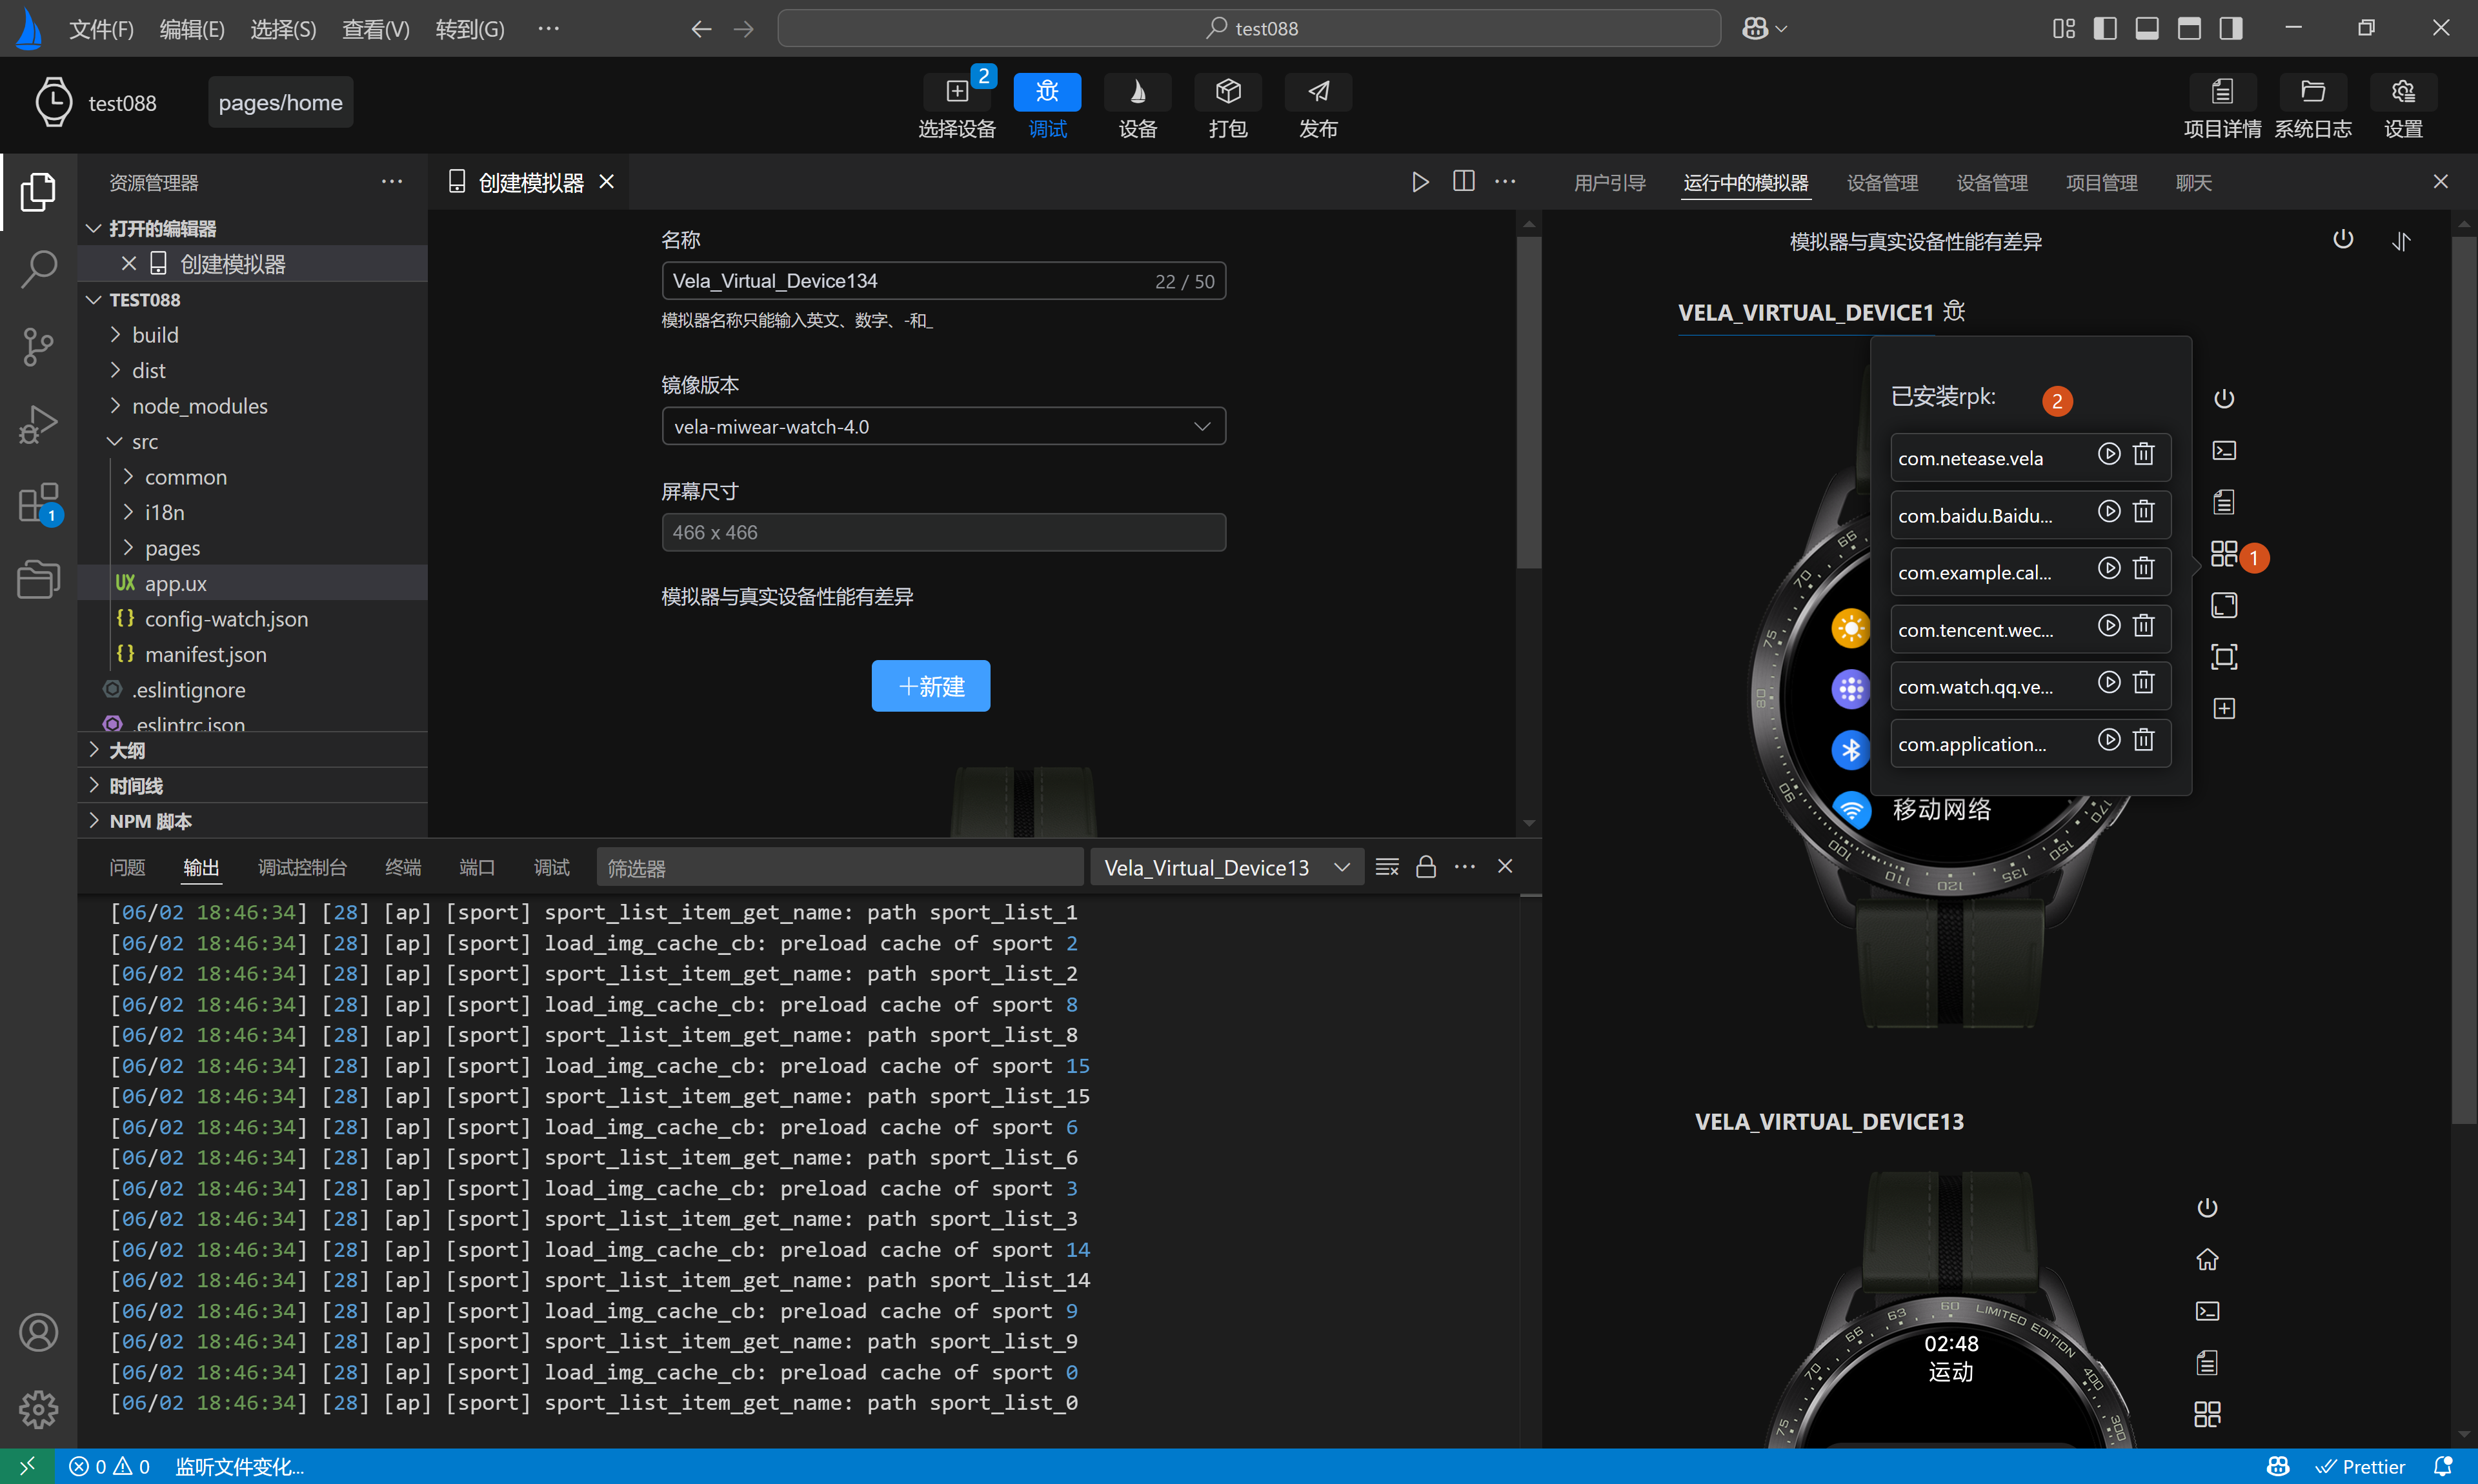 文件(F) 编辑(E) 选择(S) 查看(V) 转到(G) ··· test088
test088 pages/home
2
选择设备 调试 设备 打包 发布 项目详情 系统日志 设置
资源管理器
打开的编辑器
创建模拟器
TEST088
build
dist
node_modules
src
common
i18n
pages
UX app.ux
{} config-watch.json
{} manifest.json
.eslintignore
.eslintrc.json
大纲
时间线
NPM 脚本
1
创建模拟器
名称
Vela_Virtual_Device134 22 / 50
模拟器名称只能输入英文、数字、-和_
镜像版本
vela-miwear-watch-4.0
屏幕尺寸
466 x 466
模拟器与真实设备性能有差异
+新建
用户引导 运行中的模拟器 设备管理 设备管理 项目管理 聊天
模拟器与真实设备性能有差异
VELA_VIRTUAL_DEVICE1
已安装rpk: 2
com.netease.vela
com.baidu.Baidu...
com.example.cal...
com.tencent.wec...
com.watch.qq.ve...
com.application...
1
移动网络
66
70
75
80
90
100
110
120
135
150
170
VELA_VIRTUAL_DEVICE13
60
63
66
70
75
LIMITED EDITION
400
300
02:48
运动
问题 输出 调试控制台 终端 端口 调试 筛选器 Vela_Virtual_Device13
[06/02 18:46:34] [28] [ap] [sport] sport_list_item_get_name: path sport_list_1
[06/02 18:46:34] [28] [ap] [sport] load_img_cache_cb: preload cache of sport 2
[06/02 18:46:34] [28] [ap] [sport] sport_list_item_get_name: path sport_list_2
[06/02 18:46:34] [28] [ap] [sport] load_img_cache_cb: preload cache of sport 8
[06/02 18:46:34] [28] [ap] [sport] sport_list_item_get_name: path sport_list_8
[06/02 18:46:34] [28] [ap] [sport] load_img_cache_cb: preload cache of sport 15
[06/02 18:46:34] [28] [ap] [sport] sport_list_item_get_name: path sport_list_15
[06/02 18:46:34] [28] [ap] [sport] load_img_cache_cb: preload cache of sport 6
[06/02 18:46:34] [28] [ap] [sport] sport_list_item_get_name: path sport_list_6
[06/02 18:46:34] [28] [ap] [sport] load_img_cache_cb: preload cache of sport 3
[06/02 18:46:34] [28] [ap] [sport] sport_list_item_get_name: path sport_list_3
[06/02 18:46:34] [28] [ap] [sport] load_img_cache_cb: preload cache of sport 14
[06/02 18:46:34] [28] [ap] [sport] sport_list_item_get_name: path sport_list_14
[06/02 18:46:34] [28] [ap] [sport] load_img_cache_cb: preload cache of sport 9
[06/02 18:46:34] [28] [ap] [sport] sport_list_item_get_name: path sport_list_9
[06/02 18:46:34] [28] [ap] [sport] load_img_cache_cb: preload cache of sport 0
[06/02 18:46:34] [28] [ap] [sport] sport_list_item_get_name: path sport_list_0
0 0 监听文件变化... Prettier